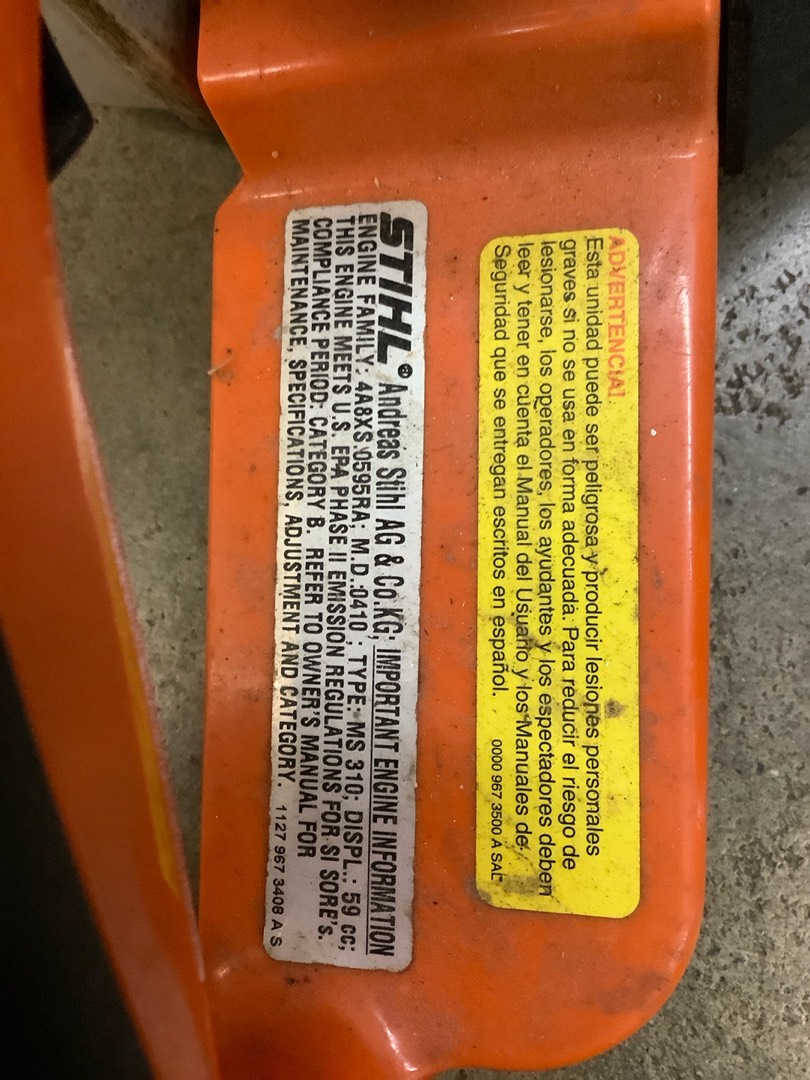 ADVERTENCIA!
Esta unidad puede ser peligrosa y producir lesiones personales
graves si no se usa en forma adecuada. Para reducir el riesgo de
lesionarse, los operadores, los ayudantes y los espectadores deben
leer y tener en cuenta el Manual del Usuario y los Manuales de
Seguridad que se entregan escritos en español. 0000 967 3500 A SAL
STIHL® Andreas Stihl AG & Co.KG; IMPORTANT ENGINE INFORMATION
ENGINE FAMILY: 4A8XS.0595RA; M.D.:0410 ; TYPE: MS 310; DISPL.: 59 cc;
THIS ENGINE MEETS U.S. EPA PHASE II EMISSION REGULATIONS FOR SI SORE's.
COMPLIANCE PERIOD: CATEGORY B. REFER TO OWNER'S MANUAL FOR
MAINTENANCE, SPECIFICATIONS, ADJUSTMENT AND CATEGORY. 1127 967 3408 A S